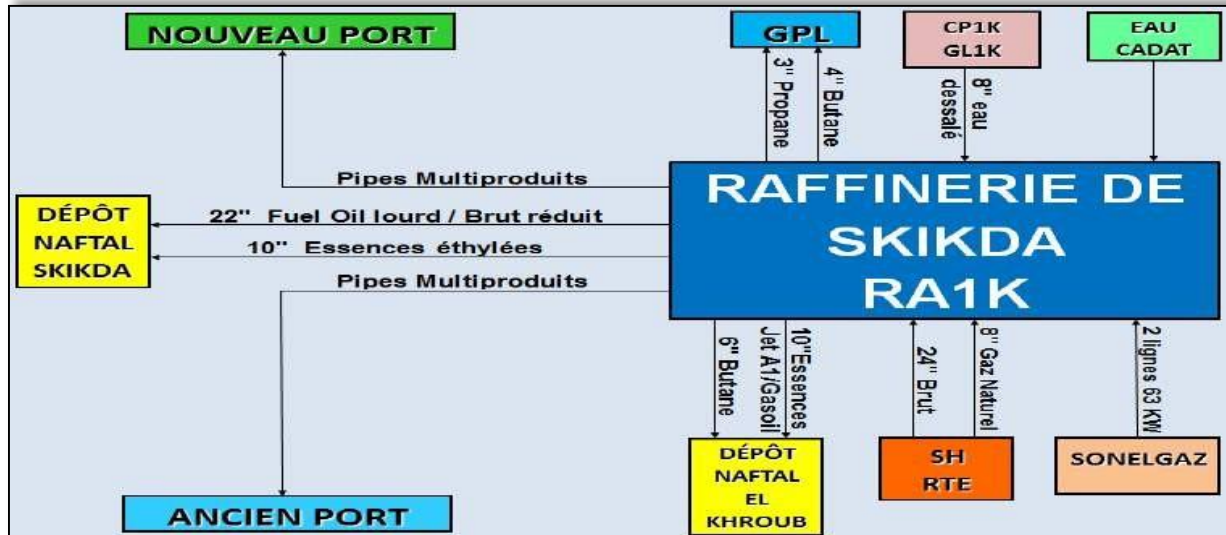 NOUVEAU PORT
GPL
CP1K
GL1K
EAU
CADAT
3" Propane
4" Butane
8" eau
dessalé
Pipes Multiproduits
RAFFINERIE DE
SKIKDA
RA1K
DÉPÔT
NAFTAL
SKIKDA
22" Fuel Oil lourd / Brut réduit
10" Essences éthylées
Pipes Multiproduits
6" Butane
10"Essences
Jet A1/Gasoil
24" Brut
8" Gaz Naturel
2 lignes 63 KW
DÉPÔT
NAFTAL
EL
KHROUB
SH
RTE
SONELGAZ
ANCIEN PORT